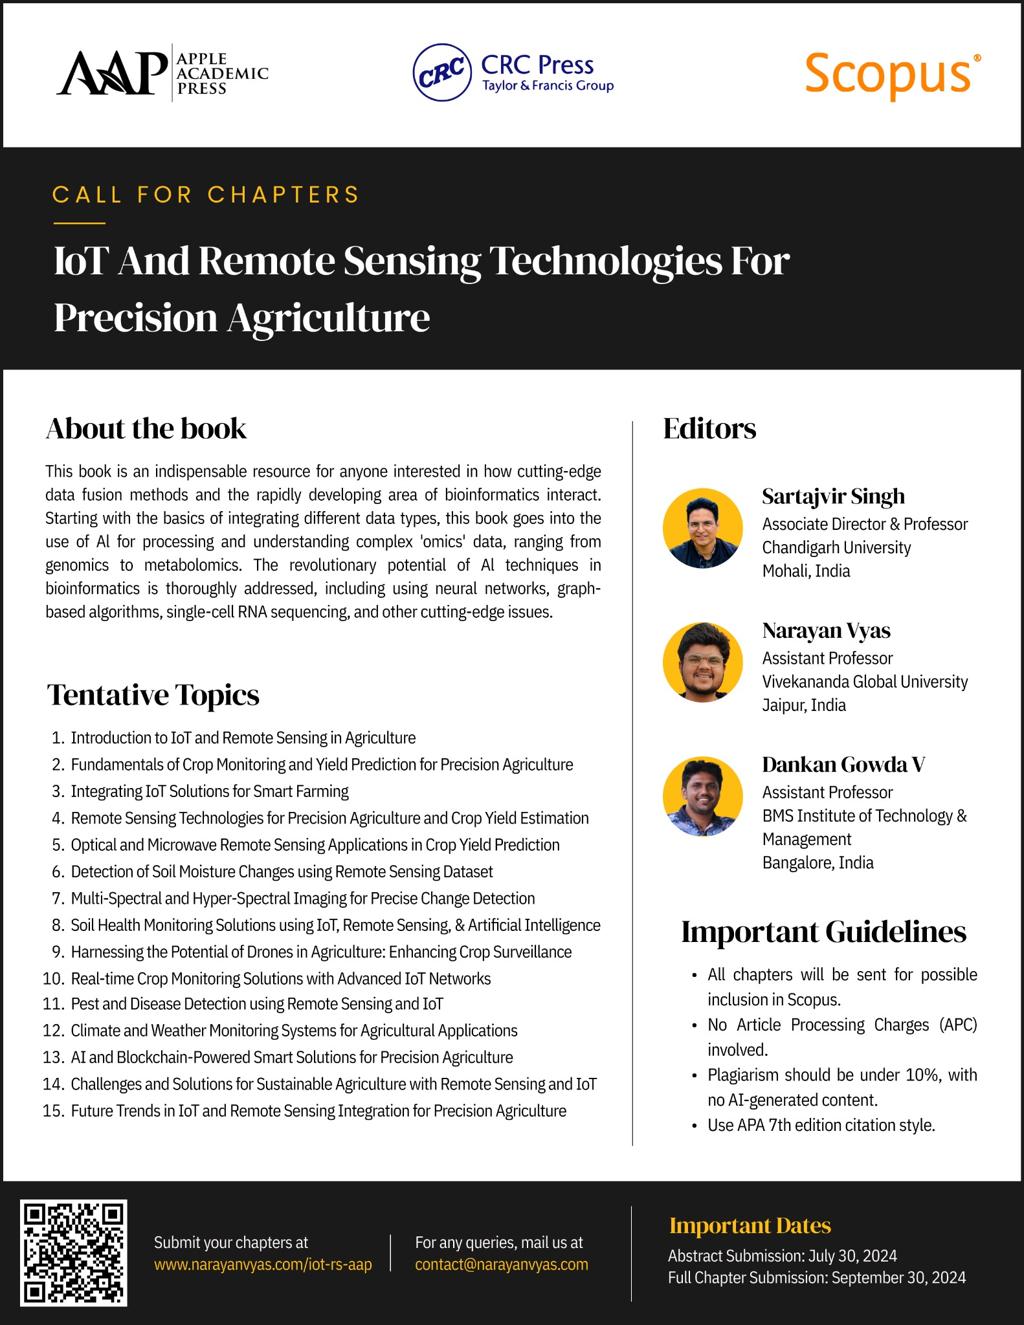 AAP
APPLE
ACADEMIC
PRESS
CRC
CRC Press
Taylor & Francis Group
Scopus®
CALL FOR CHAPTERS
IoT And Remote Sensing Technologies For
Precision Agriculture
About the book
This book is an indispensable resource for anyone interested in how cutting-edge
data fusion methods and the rapidly developing area of bioinformatics interact.
Starting with the basics of integrating different data types, this book goes into the
use of AI for processing and understanding complex 'omics' data, ranging from
genomics to metabolomics. The revolutionary potential of AI techniques in
bioinformatics is thoroughly addressed, including using neural networks, graph-
based algorithms, single-cell RNA sequencing, and other cutting-edge issues.
Tentative Topics
1. Introduction to IoT and Remote Sensing in Agriculture
2. Fundamentals of Crop Monitoring and Yield Prediction for Precision Agriculture
3. Integrating IoT Solutions for Smart Farming
4. Remote Sensing Technologies for Precision Agriculture and Crop Yield Estimation
5. Optical and Microwave Remote Sensing Applications in Crop Yield Prediction
6. Detection of Soil Moisture Changes using Remote Sensing Dataset
7. Multi-Spectral and Hyper-Spectral Imaging for Precise Change Detection
8. Soil Health Monitoring Solutions using IoT, Remote Sensing, & Artificial Intelligence
9. Harnessing the Potential of Drones in Agriculture: Enhancing Crop Surveillance
10. Real-time Crop Monitoring Solutions with Advanced IoT Networks
11. Pest and Disease Detection using Remote Sensing and IoT
12. Climate and Weather Monitoring Systems for Agricultural Applications
13. AI and Blockchain-Powered Smart Solutions for Precision Agriculture
14. Challenges and Solutions for Sustainable Agriculture with Remote Sensing and IoT
15. Future Trends in IoT and Remote Sensing Integration for Precision Agriculture
Editors
Sartajvir Singh
Associate Director & Professor
Chandigarh University
Mohali, India
Narayan Vyas
Assistant Professor
Vivekananda Global University
Jaipur, India
Dankan Gowda V
Assistant Professor
BMS Institute of Technology &
Management
Bangalore, India
Important Guidelines
• All chapters will be sent for possible
inclusion in Scopus.
• No Article Processing Charges (APC)
involved.
• Plagiarism should be under 10%, with
no AI-generated content.
• Use APA 7th edition citation style.
Submit your chapters at
www.narayanvyas.com/iot-rs-aap
For any queries, mail us at
contact@narayanvyas.com
Important Dates
Abstract Submission: July 30, 2024
Full Chapter Submission: September 30, 2024